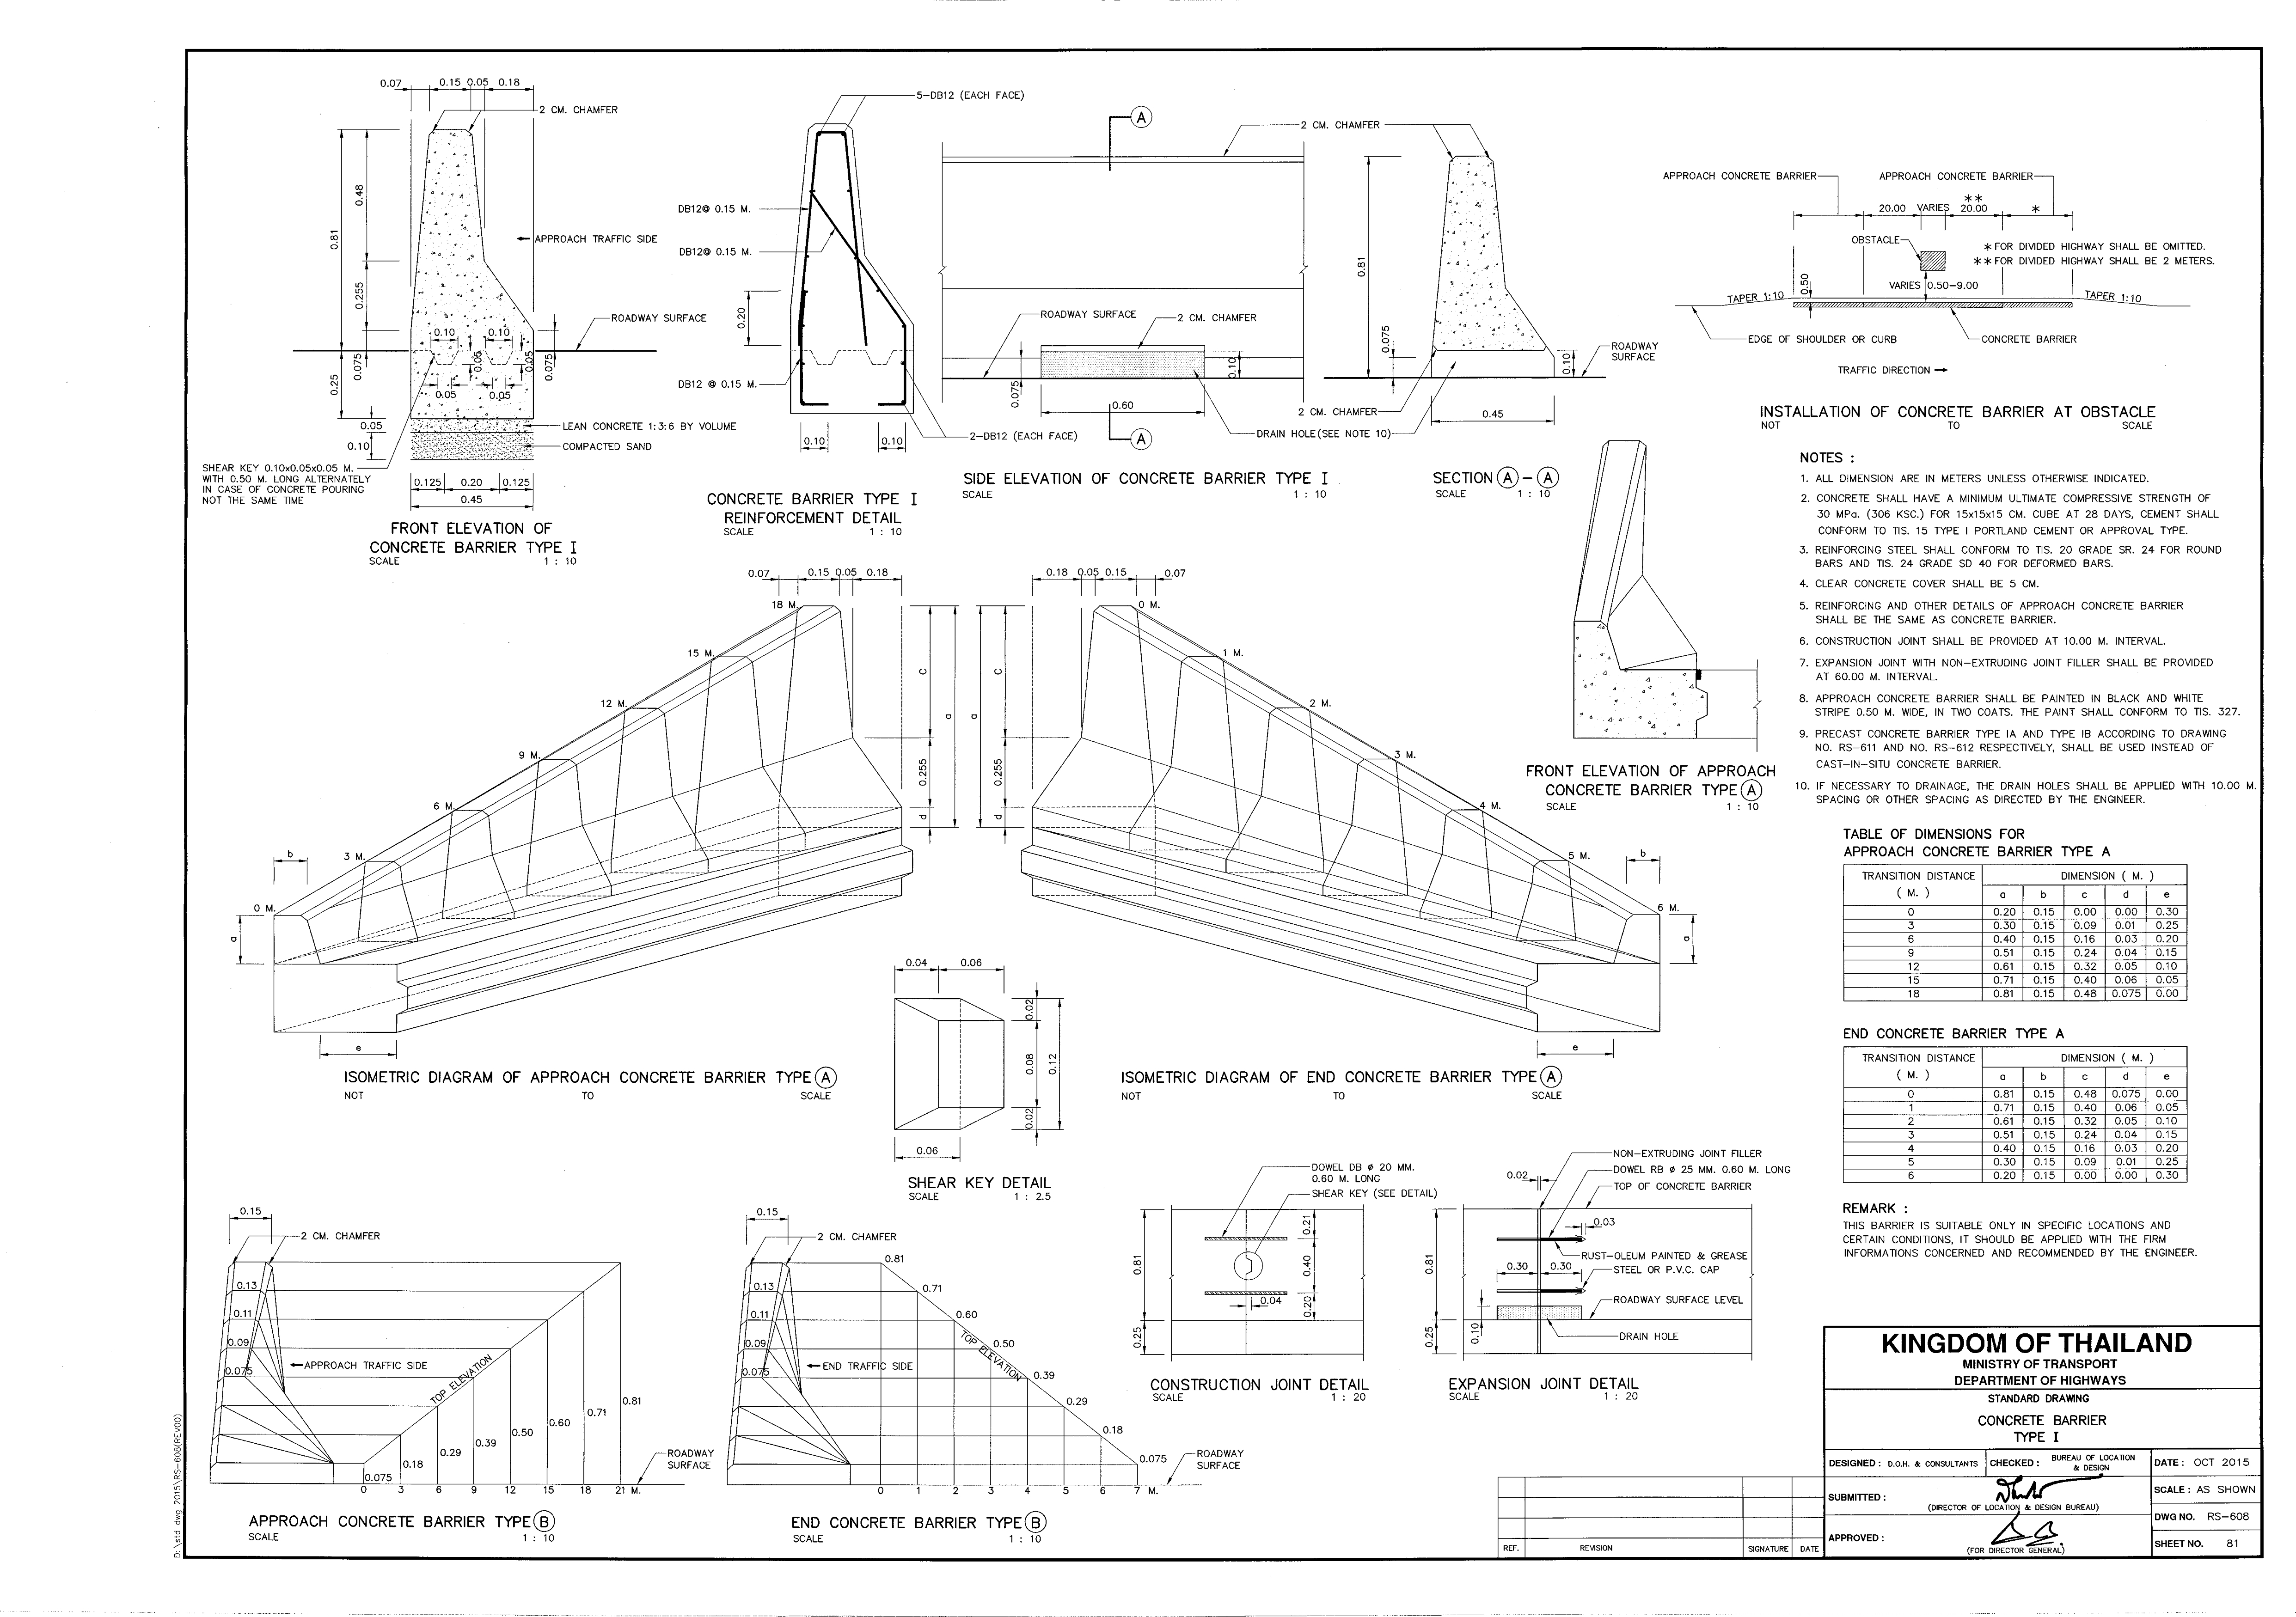 0.07 0.15 0.05 0.18
2 CM. CHAMFER
0.48
0.81
APPROACH TRAFFIC SIDE
0.255
ROADWAY SURFACE
0.10 0.10
0.05 0.05
0.075 0.075
0.25
0.05 0.05
0.05
LEAN CONCRETE 1:3:6 BY VOLUME
0.10
COMPACTED SAND
SHEAR KEY 0.10x0.05x0.05 M.
WITH 0.50 M. LONG ALTERNATELY
IN CASE OF CONCRETE POURING
NOT THE SAME TIME
0.125 0.20 0.125
0.45
FRONT ELEVATION OF
CONCRETE BARRIER TYPE I
SCALE 1 : 10
5-DB12 (EACH FACE)
DB12@ 0.15 M.
DB12@ 0.15 M.
0.20
DB12 @ 0.15 M.
2-DB12 (EACH FACE)
0.10 0.10
CONCRETE BARRIER TYPE I
REINFORCEMENT DETAIL
SCALE 1 : 10
A
2 CM. CHAMFER
ROADWAY SURFACE
2 CM. CHAMFER
0.10
0.075
0.60
A
DRAIN HOLE(SEE NOTE 10)
SIDE ELEVATION OF CONCRETE BARRIER TYPE I
SCALE 1 : 10
0.81
0.075
0.10
ROADWAY
SURFACE
2 CM. CHAMFER
0.45
SECTION A - A
SCALE 1 : 10
APPROACH CONCRETE BARRIER APPROACH CONCRETE BARRIER
**
20.00 VARIES 20.00 *
OBSTACLE
* FOR DIVIDED HIGHWAY SHALL BE OMITTED.
** FOR DIVIDED HIGHWAY SHALL BE 2 METERS.
0.50
VARIES 0.50-9.00
TAPER 1:10 TAPER 1:10
EDGE OF SHOULDER OR CURB
CONCRETE BARRIER
TRAFFIC DIRECTION
INSTALLATION OF CONCRETE BARRIER AT OBSTACLE
NOT TO SCALE
NOTES :
1. ALL DIMENSION ARE IN METERS UNLESS OTHERWISE INDICATED.
2. CONCRETE SHALL HAVE A MINIMUM ULTIMATE COMPRESSIVE STRENGTH OF
30 MPa. (306 KSC.) FOR 15x15x15 CM. CUBE AT 28 DAYS, CEMENT SHALL
CONFORM TO TIS. 15 TYPE I PORTLAND CEMENT OR APPROVAL TYPE.
3. REINFORCING STEEL SHALL CONFORM TO TIS. 20 GRADE SR. 24 FOR ROUND
BARS AND TIS. 24 GRADE SD 40 FOR DEFORMED BARS.
4. CLEAR CONCRETE COVER SHALL BE 5 CM.
5. REINFORCING AND OTHER DETAILS OF APPROACH CONCRETE BARRIER
SHALL BE THE SAME AS CONCRETE BARRIER.
6. CONSTRUCTION JOINT SHALL BE PROVIDED AT 10.00 M. INTERVAL.
7. EXPANSION JOINT WITH NON-EXTRUDING JOINT FILLER SHALL BE PROVIDED
AT 60.00 M. INTERVAL.
8. APPROACH CONCRETE BARRIER SHALL BE PAINTED IN BLACK AND WHITE
STRIPE 0.50 M. WIDE, IN TWO COATS. THE PAINT SHALL CONFORM TO TIS. 327.
9. PRECAST CONCRETE BARRIER TYPE IA AND TYPE IB ACCORDING TO DRAWING
NO. RS-611 AND NO. RS-612 RESPECTIVELY, SHALL BE USED INSTEAD OF
CAST-IN-SITU CONCRETE BARRIER.
10. IF NECESSARY TO DRAINAGE, THE DRAIN HOLES SHALL BE APPLIED WITH 10.00 M.
SPACING OR OTHER SPACING AS DIRECTED BY THE ENGINEER.
0.07 0.15 0.05 0.18
18 M.
15 M.
12 M.
9 M.
6 M.
3 M.
0 M.
b
a
e
c
a
0.255
d
ISOMETRIC DIAGRAM OF APPROACH CONCRETE BARRIER TYPE A
NOT TO SCALE
0.18 0.05 0.15 0.07
0 M.
1 M.
2 M.
3 M.
4 M.
5 M.
6 M.
c
a
0.255
d
b
a
e
ISOMETRIC DIAGRAM OF END CONCRETE BARRIER TYPE A
NOT TO SCALE
FRONT ELEVATION OF APPROACH
CONCRETE BARRIER TYPE A
SCALE 1 : 10
0.04 0.06
0.02
0.08
0.12
0.02
0.06
SHEAR KEY DETAIL
SCALE 1 : 2.5
TABLE OF DIMENSIONS FOR
APPROACH CONCRETE BARRIER TYPE A
TRANSITION DISTANCE DIMENSION ( M. )
( M. ) a b c d e
0 0.20 0.15 0.00 0.00 0.30
3 0.30 0.15 0.09 0.01 0.25
6 0.40 0.15 0.16 0.03 0.20
9 0.51 0.15 0.24 0.04 0.15
12 0.61 0.15 0.32 0.05 0.10
15 0.71 0.15 0.40 0.06 0.05
18 0.81 0.15 0.48 0.075 0.00
END CONCRETE BARRIER TYPE A
TRANSITION DISTANCE DIMENSION ( M. )
( M. ) a b c d e
0 0.81 0.15 0.48 0.075 0.00
1 0.71 0.15 0.40 0.06 0.05
2 0.61 0.15 0.32 0.05 0.10
3 0.51 0.15 0.24 0.04 0.15
4 0.40 0.15 0.16 0.03 0.20
5 0.30 0.15 0.09 0.01 0.25
6 0.20 0.15 0.00 0.00 0.30
REMARK :
THIS BARRIER IS SUITABLE ONLY IN SPECIFIC LOCATIONS AND
CERTAIN CONDITIONS, IT SHOULD BE APPLIED WITH THE FIRM
INFORMATIONS CONCERNED AND RECOMMENDED BY THE ENGINEER.
0.15
2 CM. CHAMFER
0.13
0.11
0.09
0.075
APPROACH TRAFFIC SIDE
TOP ELEVATION
0.075 0.18 0.29 0.39 0.50 0.60 0.71 0.81
ROADWAY
SURFACE
0 3 6 9 12 15 18 21 M.
APPROACH CONCRETE BARRIER TYPE B
SCALE 1 : 10
0.15
2 CM. CHAMFER
0.13
0.11
0.09
0.075
END TRAFFIC SIDE
TOP ELEVATION
0.81 0.71 0.60 0.50 0.39 0.29 0.18 0.075
ROADWAY
SURFACE
0 1 2 3 4 5 6 7 M.
END CONCRETE BARRIER TYPE B
SCALE 1 : 10
DOWEL DB ø 20 MM.
0.60 M. LONG
SHEAR KEY (SEE DETAIL)
0.21
0.81
0.40
0.04
0.20
0.25
CONSTRUCTION JOINT DETAIL
SCALE 1 : 20
NON-EXTRUDING JOINT FILLER
0.02
DOWEL RB ø 25 MM. 0.60 M. LONG
TOP OF CONCRETE BARRIER
0.03
0.81
RUST-OLEUM PAINTED & GREASE
0.30 0.30
STEEL OR P.V.C. CAP
ROADWAY SURFACE LEVEL
0.25
0.10
DRAIN HOLE
EXPANSION JOINT DETAIL
SCALE 1 : 20
KINGDOM OF THAILAND
MINISTRY OF TRANSPORT
DEPARTMENT OF HIGHWAYS
STANDARD DRAWING
CONCRETE BARRIER
TYPE I
DESIGNED : D.O.H. & CONSULTANTS
CHECKED : BUREAU OF LOCATION
& DESIGN
DATE : OCT 2015
SUBMITTED :
(DIRECTOR OF LOCATION & DESIGN BUREAU)
SCALE : AS SHOWN
DWG NO. RS-608
APPROVED :
(FOR DIRECTOR GENERAL)
SHEET NO. 81
REF. REVISION SIGNATURE DATE
D:\std dwg 2015\RS-608(REV00)